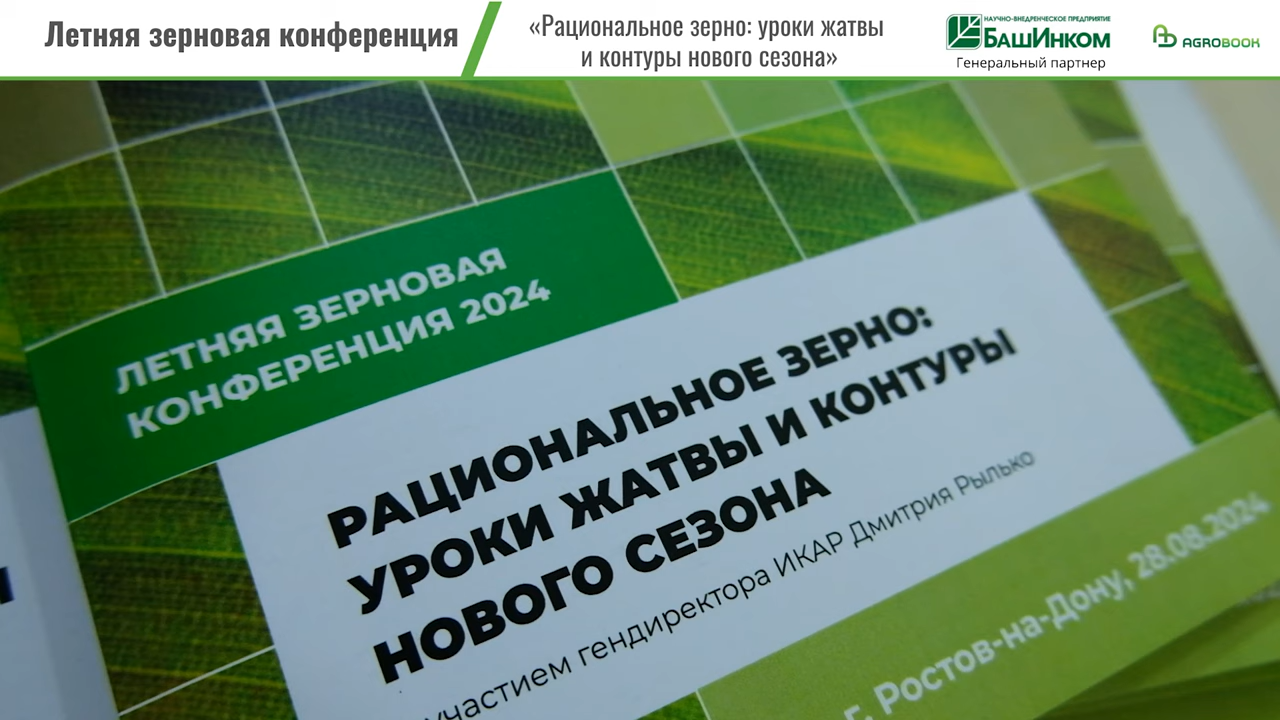 Летняя зерновая конференция
«Рациональное зерно: уроки жатвы
и контуры нового сезона»
НАУЧНО-ВНЕДРЕНЧЕСКОЕ ПРЕДПРИЯТИЕ
БашИнком
Генеральный партнер
AGROBOOK
ЛЕТНЯЯ ЗЕРНОВАЯ
КОНФЕРЕНЦИЯ 2024
РАЦИОНАЛЬНОЕ ЗЕРНО:
УРОКИ ЖАТВЫ И КОНТУРЫ
НОВОГО СЕЗОНА
участием гендиректора ИКАР Дмитрия Рылько
г. Ростов-на-Дону, 28.08.2024